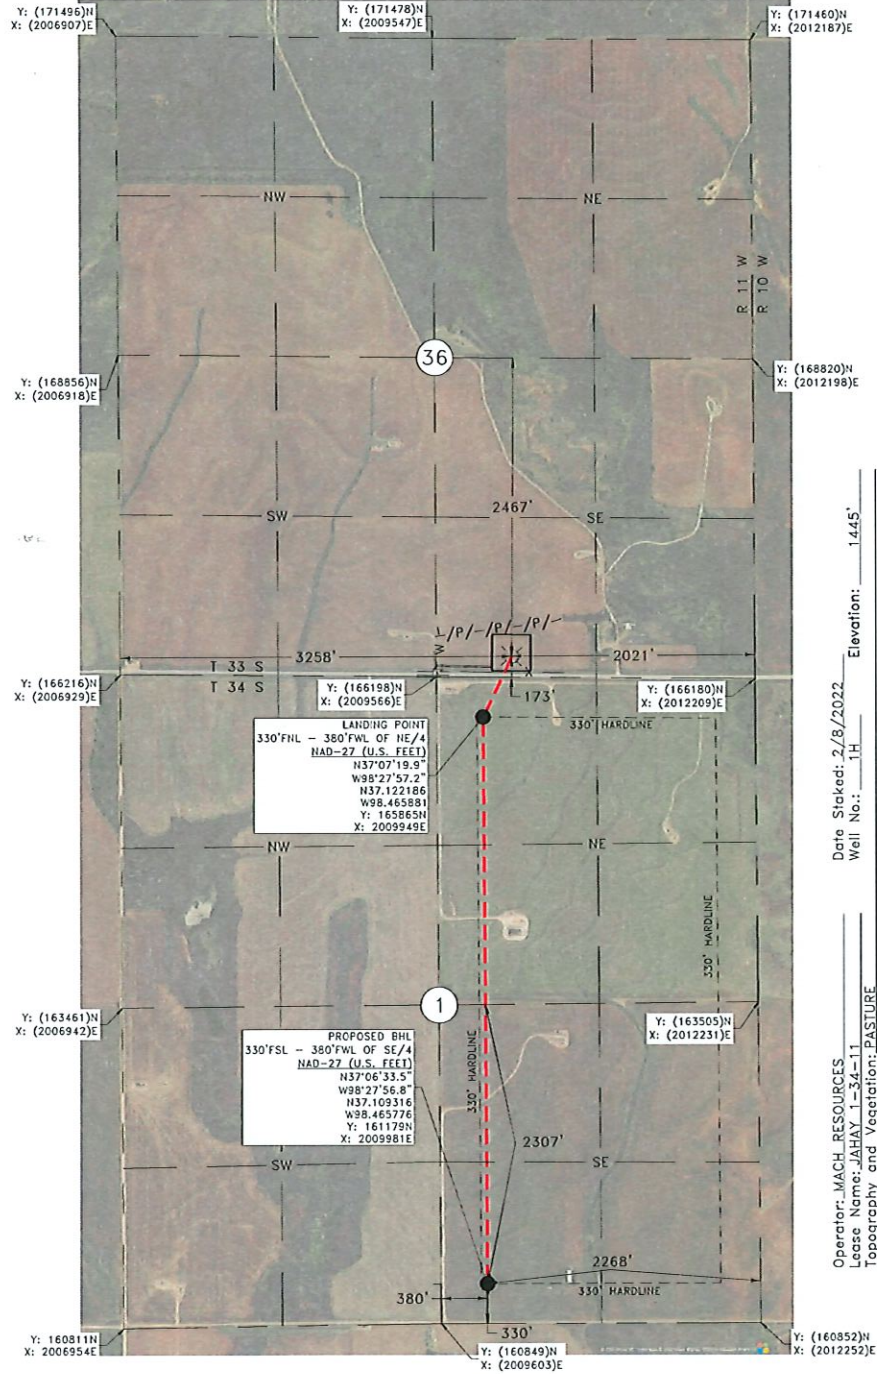 Y: (171496)N
X: (2006907)E
Y: (171478)N
X: (2009547)E
Y: (171460)N
X: (2012187)E
NW
NE
R 11 W
R 10 W
36
Y: (168856)N
X: (2006918)E
Y: (168820)N
X: (2012198)E
2467'
SW
SE
-/P/-/P/-/P/-
W
3258'
2021'
T 33 S
T 34 S
Y: (166216)N
X: (2006929)E
Y: (166198)N
X: (2009566)E
173'
Y: (166180)N
X: (2012209)E
LANDING POINT
330'FNL - 380'FWL OF NE/4
NAD-27 (U.S. FEET)
N37°07'19.9"
W98°27'57.2"
N37.122186
W98.465881
Y: 165865N
X: 2009949E
330' HARDLINE
NW
NE
330' HARDLINE
1
Y: (163461)N
X: (2006942)E
Y: (163505)N
X: (2012231)E
PROPOSED BHL
330'FSL - 380'FWL OF SE/4
NAD-27 (U.S. FEET)
N37°06'33.5"
W98°27'56.8"
N37.109316
W98.465776
Y: 161179N
X: 2009981E
330' HARDLINE
2307'
SW
SE
2268'
380'
330' HARDLINE
330'
Y: 160811N
X: 2006954E
Y: (160849)N
X: (2009603)E
Y: (160852)N
X: (2012252)E
Operator: MACH RESOURCES
Date Staked: 2/8/2022
Elevation: 1445'
Lease Name: JAHAY 1-34-11
Well No.: 1H
Topography and Vegetation: PASTURE